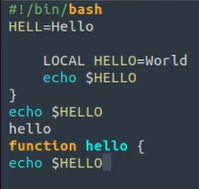 #!/bin/bash
HELL=Hello
LOCAL HELLO=World
echo $HELLO
}
echo $HELLO
hello
function hello {
echo $HELLO